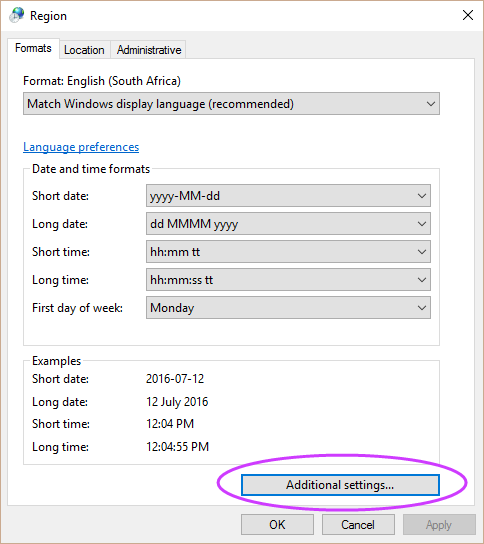 Region
Formats Location Administrative
Format: English (South Africa)
Match Windows display language (recommended)
Language preferences
Date and time formats
Short date: yyyy-MM-dd
Long date: dd MMMM yyyy
Short time: hh:mm tt
Long time: hh:mm:ss tt
First day of week: Monday
Examples
Short date: 2016-07-12
Long date: 12 July 2016
Short time: 12:04 PM
Long time: 12:04:55 PM
Additional settings...
OK Cancel Apply